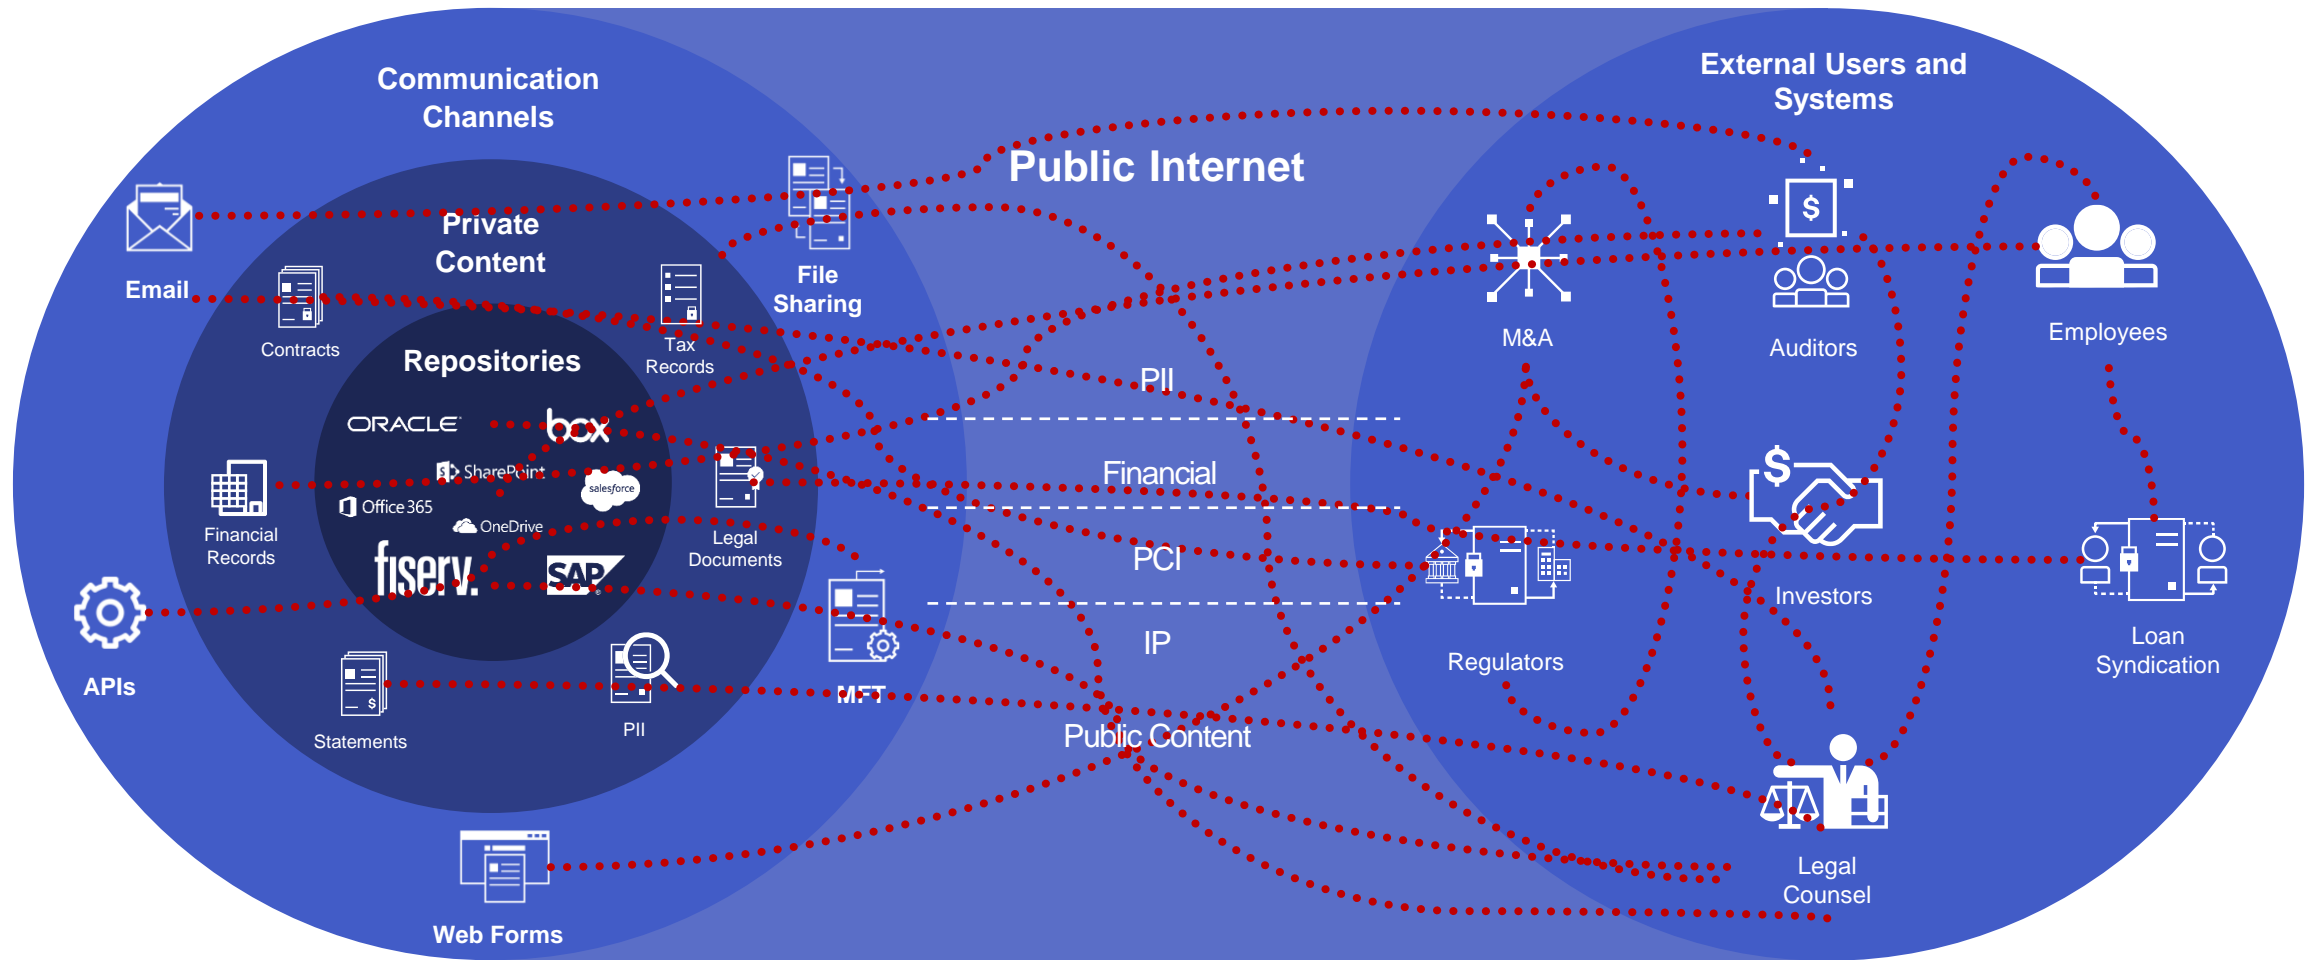 Communication
Channels
External Users and
Systems
Public Internet
Private
Content
Email
File
Sharing
Contracts
Tax
Records
Repositories
ORACLE
box
SharePoint
salesforce
Office 365
OneDrive
fiserv.
SAP
Financial
Records
Legal
Documents
APIs
MFT
Statements
PII
Web Forms
PII
Financial
PCI
IP
Public Content
M&A
Auditors
Employees
Investors
Regulators
Loan
Syndication
Legal
Counsel